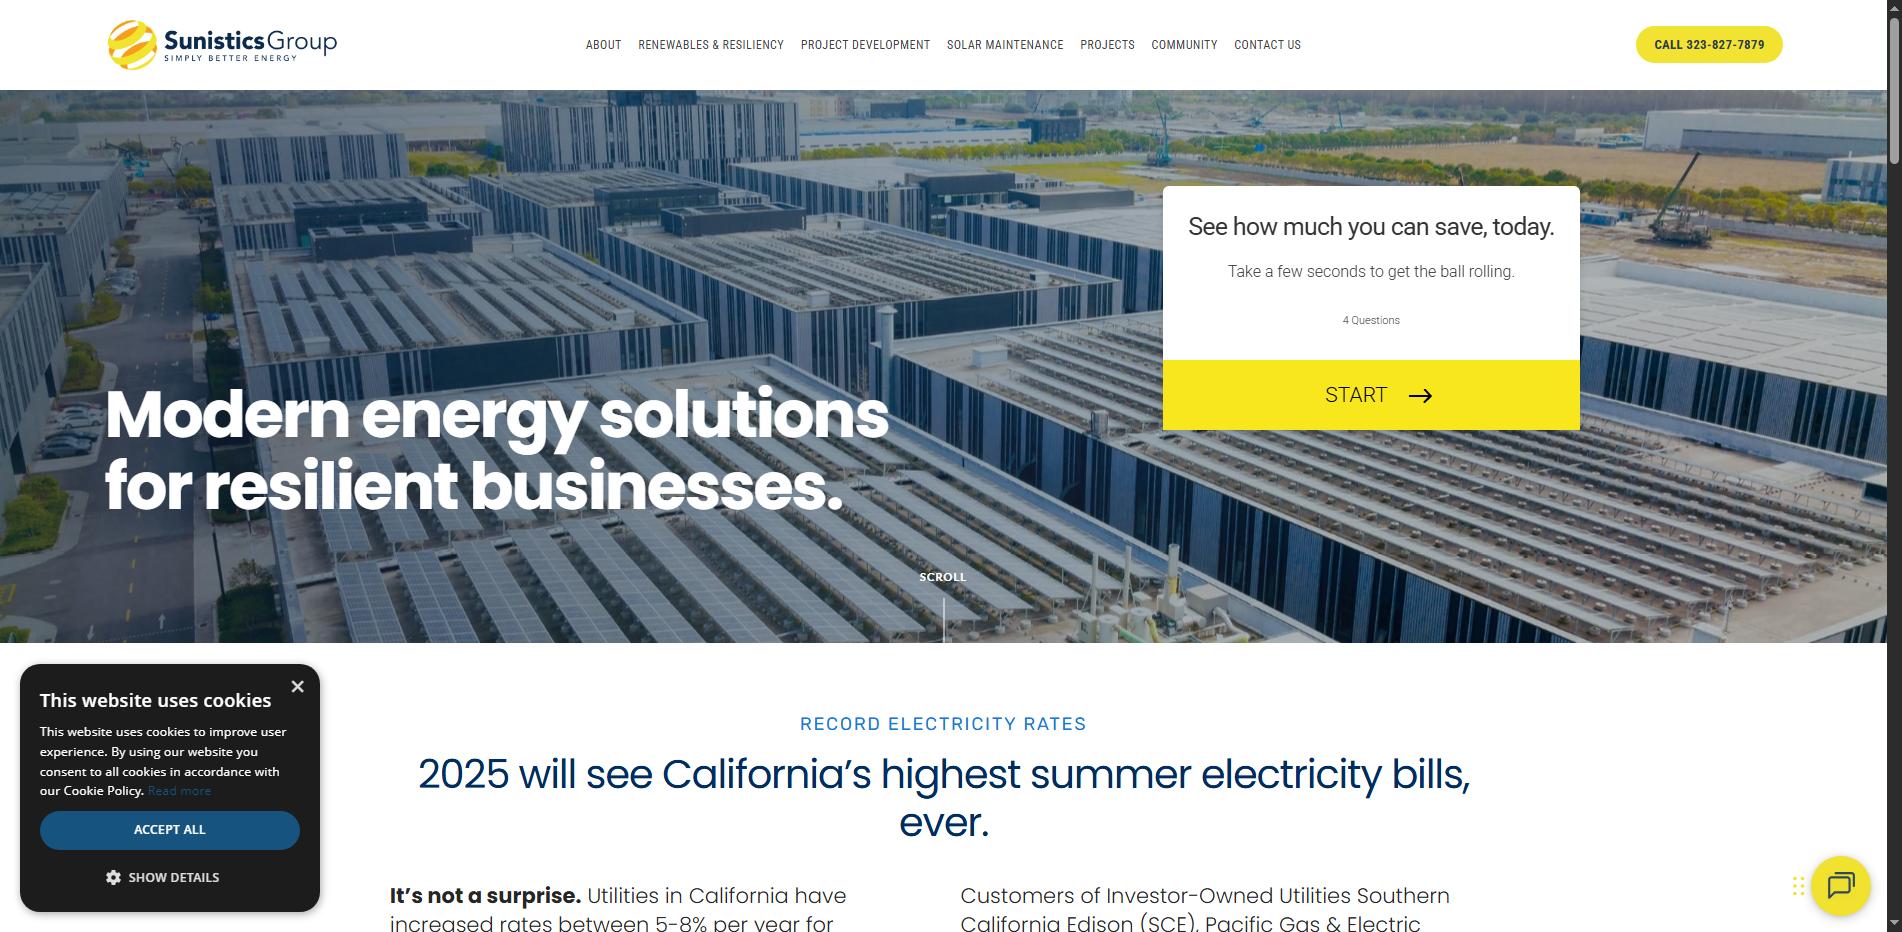 SunisticsGroup
SIMPLY BETTER ENERGY
ABOUT RENEWABLES & RESILIENCY PROJECT DEVELOPMENT SOLAR MAINTENANCE PROJECTS COMMUNITY CONTACT US
CALL 323-827-7879
See how much you can save, today.
Take a few seconds to get the ball rolling.
4 Questions
START
Modern energy solutions
for resilient businesses.
SCROLL
This website uses cookies
This website uses cookies to improve user
experience. By using our website you
consent to all cookies in accordance with
our Cookie Policy. Read more
ACCEPT ALL
SHOW DETAILS
RECORD ELECTRICITY RATES
2025 will see California's highest summer electricity bills,
ever.
It's not a surprise. Utilities in California have
increased rates between 5-8% per year for
Customers of Investor-Owned Utilities Southern
California Edison (SCE), Pacific Gas & Electric